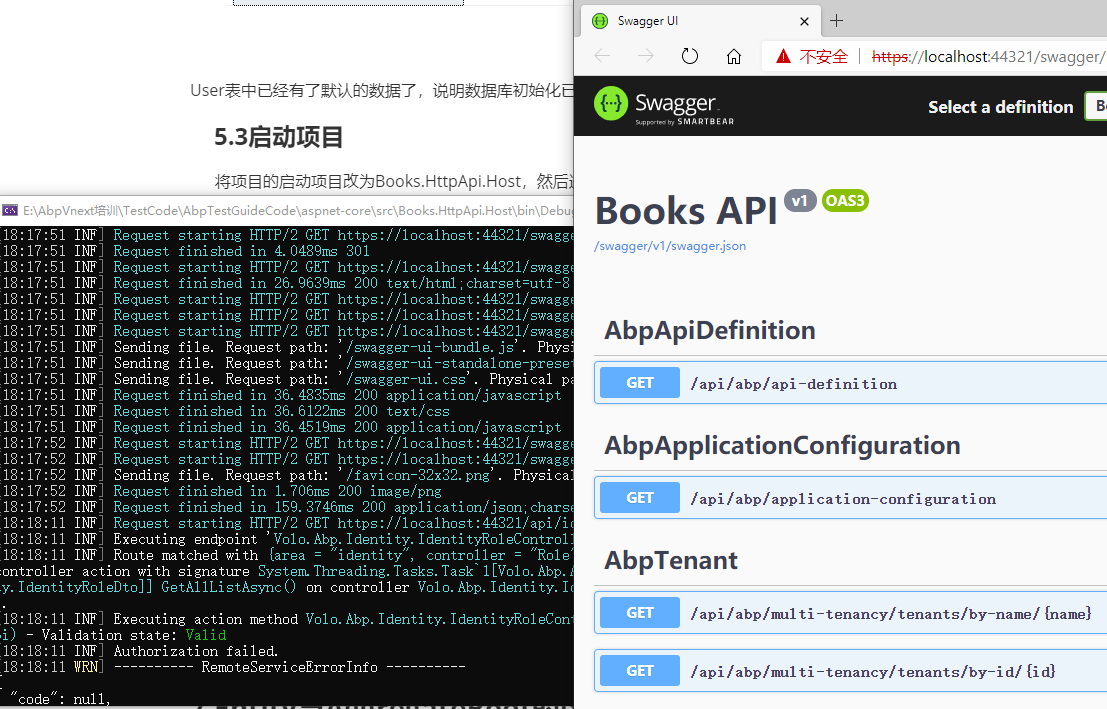 User表中已经有了默认的数据了，说明数据库初始化已
5.3启动项目
将项目的启动项目改为Books.HttpApi.Host，然后
E:\AbpVnext培训\TestCode\AbpTestGuideCode\aspnet-core\src\Books.HttpApi.Host\bin\Debug
[18:17:51 INF] Request starting HTTP/2 GET https://localhost:44321/swagge
[18:17:51 INF] Request finished in 4.0489ms 301
[18:17:51 INF] Request starting HTTP/2 GET https://localhost:44321/swagge
[18:17:51 INF] Request finished in 26.9639ms 200 text/html;charset=utf-8
[18:17:51 INF] Request starting HTTP/2 GET https://localhost:44321/swagge
[18:17:51 INF] Request starting HTTP/2 GET https://localhost:44321/swagge
[18:17:51 INF] Request starting HTTP/2 GET https://localhost:44321/swagge
[18:17:51 INF] Sending file. Request path: '/swagger-ui-bundle.js'. Physi
[18:17:51 INF] Sending file. Request path: '/swagger-ui-standalone-preset
[18:17:51 INF] Sending file. Request path: '/swagger-ui.css'. Physical pa
[18:17:51 INF] Request finished in 36.4835ms 200 application/javascript
[18:17:51 INF] Request finished in 36.6122ms 200 text/css
[18:17:51 INF] Request finished in 36.4519ms 200 application/javascript
[18:17:52 INF] Request starting HTTP/2 GET https://localhost:44321/swagge
[18:17:52 INF] Request starting HTTP/2 GET https://localhost:44321/swagge
[18:17:52 INF] Sending file. Request path: '/favicon-32x32.png'. Physical
[18:17:52 INF] Request finished in 1.706ms 200 image/png
[18:17:52 INF] Request finished in 159.3746ms 200 application/json;charse
[18:18:11 INF] Request starting HTTP/2 GET https://localhost:44321/api/id
[18:18:11 INF] Executing endpoint 'Volo.Abp.Identity.IdentityRoleControll
[18:18:11 INF] Route matched with {area = "identity", controller = "Role"
controller action with signature System.Threading.Tasks.Task`1[Volo.Abp.A
y.IdentityRoleDto]] GetAllListAsync() on controller Volo.Abp.Identity.Id
.
[18:18:11 INF] Executing action method Volo.Abp.Identity.IdentityRoleCont
i) - Validation state: Valid
[18:18:11 INF] Authorization failed.
[18:18:11 WRN] ---------- RemoteServiceErrorInfo ----------
"code": null,
Swagger UI
不安全
https://localhost:44321/swagger/
Swagger
Supported by SMARTBEAR
Select a definition
Bo
Books API
v1
OAS3
/swagger/v1/swagger.json
AbpApiDefinition
GET /api/abp/api-definition
AbpApplicationConfiguration
GET /api/abp/application-configuration
AbpTenant
GET /api/abp/multi-tenancy/tenants/by-name/{name}
GET /api/abp/multi-tenancy/tenants/by-id/{id}